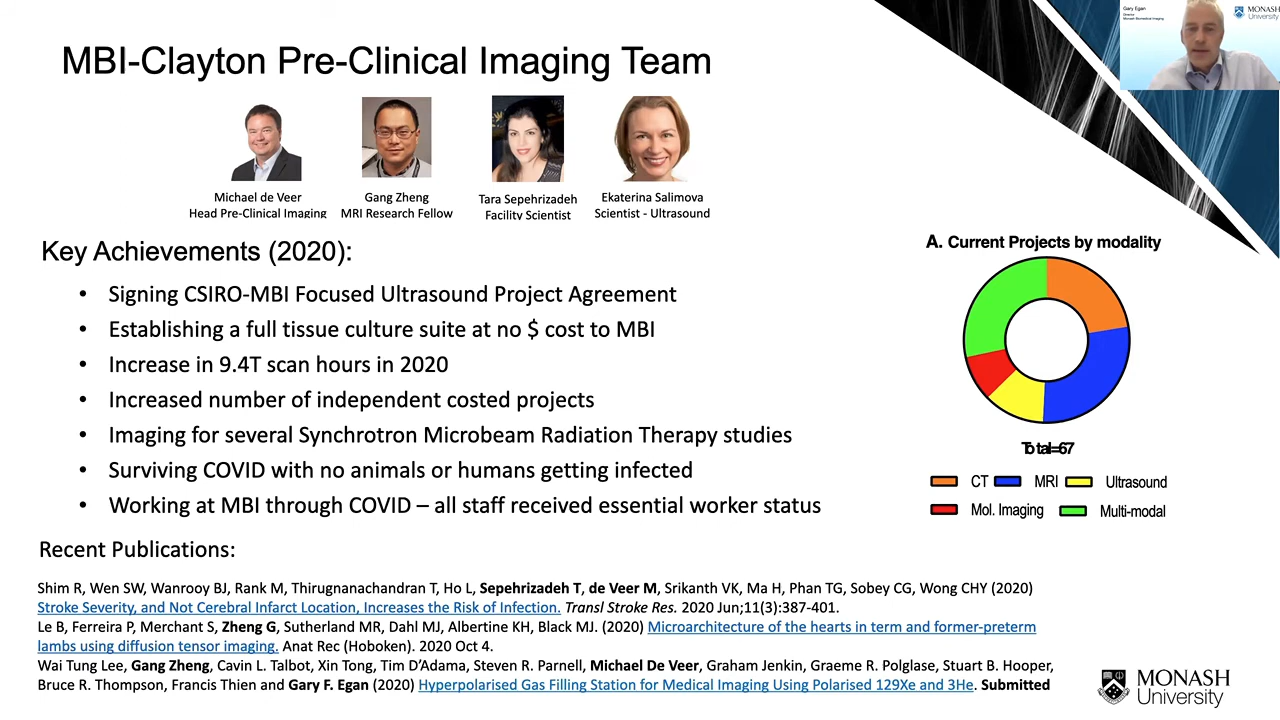 Gary Egan
Director
Monash Biomedical Imaging
MONASH
University
MBI-Clayton Pre-Clinical Imaging Team
Michael de Veer
Head Pre-Clinical Imaging
Gang Zheng
MRI Research Fellow
Tara Sepehrizadeh
Facility Scientist
Ekaterina Salimova
Scientist - Ultrasound
Key Achievements (2020):
• Signing CSIRO-MBI Focused Ultrasound Project Agreement
• Establishing a full tissue culture suite at no $ cost to MBI
• Increase in 9.4T scan hours in 2020
• Increased number of independent costed projects
• Imaging for several Synchrotron Microbeam Radiation Therapy studies
• Surviving COVID with no animals or humans getting infected
• Working at MBI through COVID – all staff received essential worker status
A. Current Projects by modality
Total=67
CT MRI Ultrasound
Mol. Imaging Multi-modal
Recent Publications:
Shim R, Wen SW, Wanrooy BJ, Rank M, Thirugnanachandran T, Ho L, Sepehrizadeh T, de Veer M, Srikanth VK, Ma H, Phan TG, Sobey CG, Wong CHY (2020)
Stroke Severity, and Not Cerebral Infarct Location, Increases the Risk of Infection. Transl Stroke Res. 2020 Jun;11(3):387-401.
Le B, Ferreira P, Merchant S, Zheng G, Sutherland MR, Dahl MJ, Albertine KH, Black MJ. (2020) Microarchitecture of the hearts in term and former-preterm
lambs using diffusion tensor imaging. Anat Rec (Hoboken). 2020 Oct 4.
Wai Tung Lee, Gang Zheng, Cavin L. Talbot, Xin Tong, Tim D’Adama, Steven R. Parnell, Michael De Veer, Graham Jenkin, Graeme R. Polglase, Stuart B. Hooper,
Bruce R. Thompson, Francis Thien and Gary F. Egan (2020) Hyperpolarised Gas Filling Station for Medical Imaging Using Polarised 129Xe and 3He. Submitted
MONASH
University